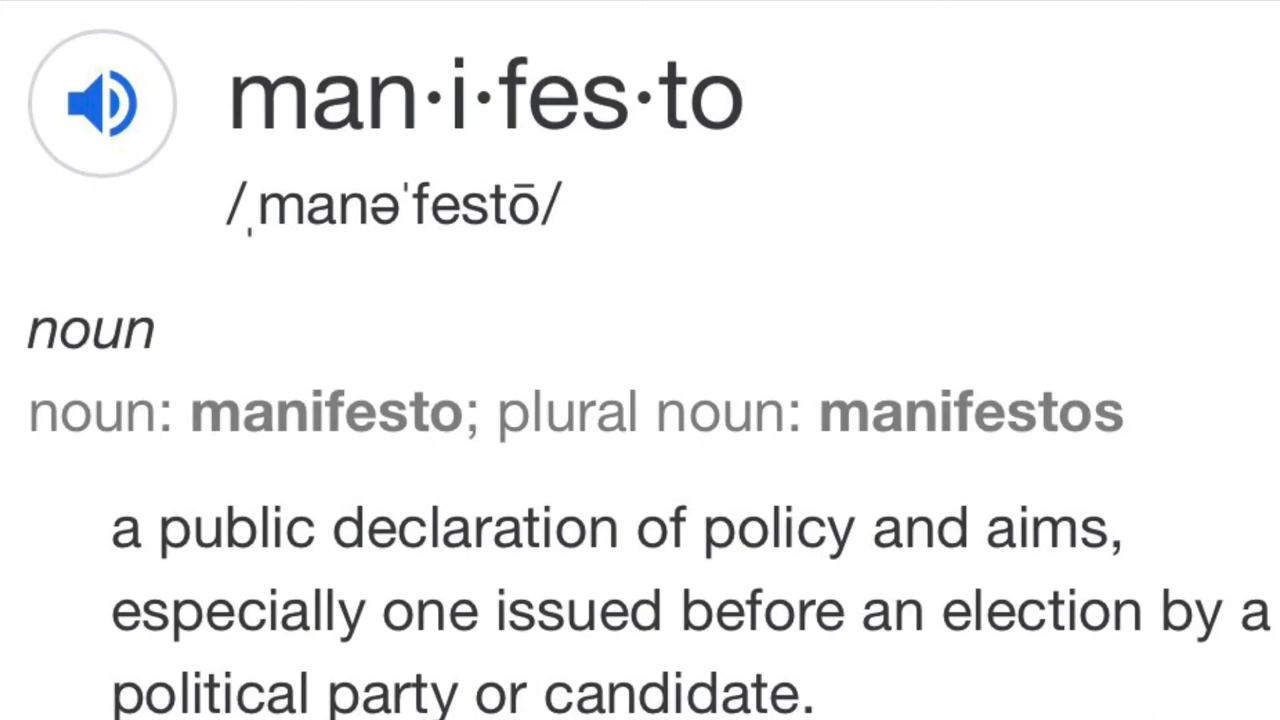 man·i·fes·to
/ˌmanəˈfestō/
noun
noun: manifesto; plural noun: manifestos
a public declaration of policy and aims,
especially one issued before an election by a
political party or candidate.